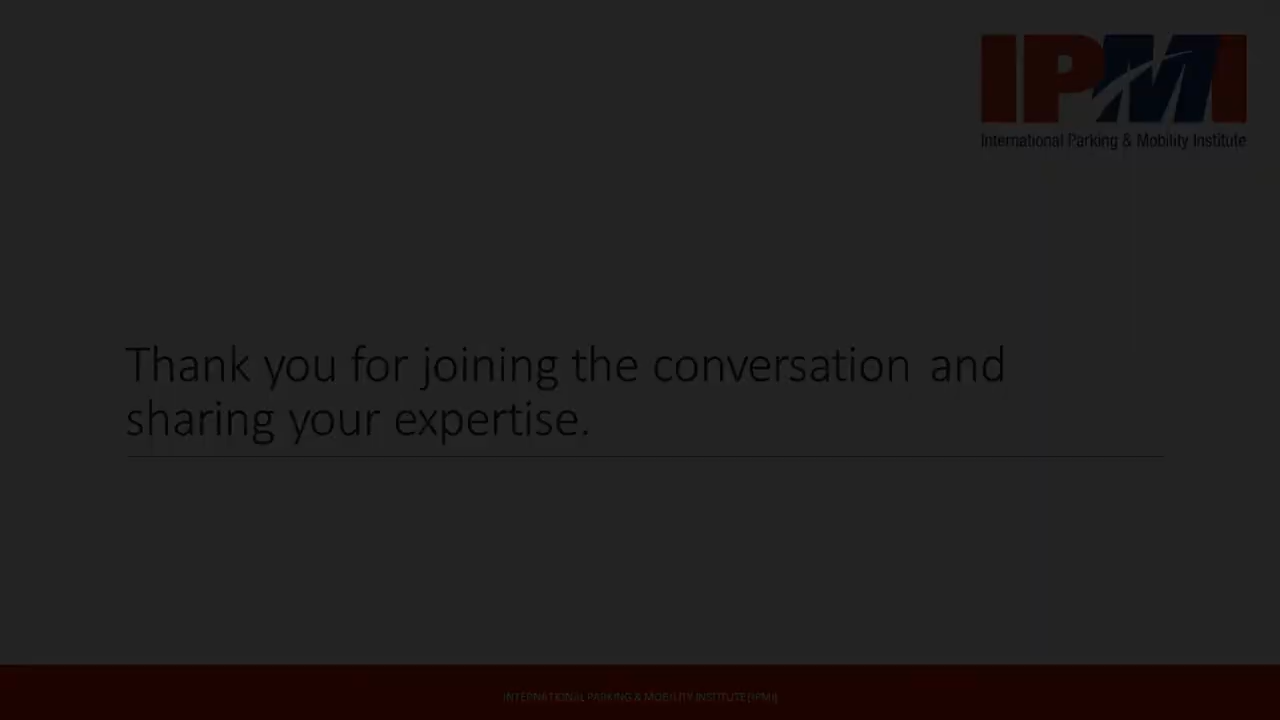 IPMI
International Parking & Mobility Institute
Thank you for joining the conversation and
sharing your expertise.
INTERNATIONAL PARKING & MOBILITY INSTITUTE (IPMI)